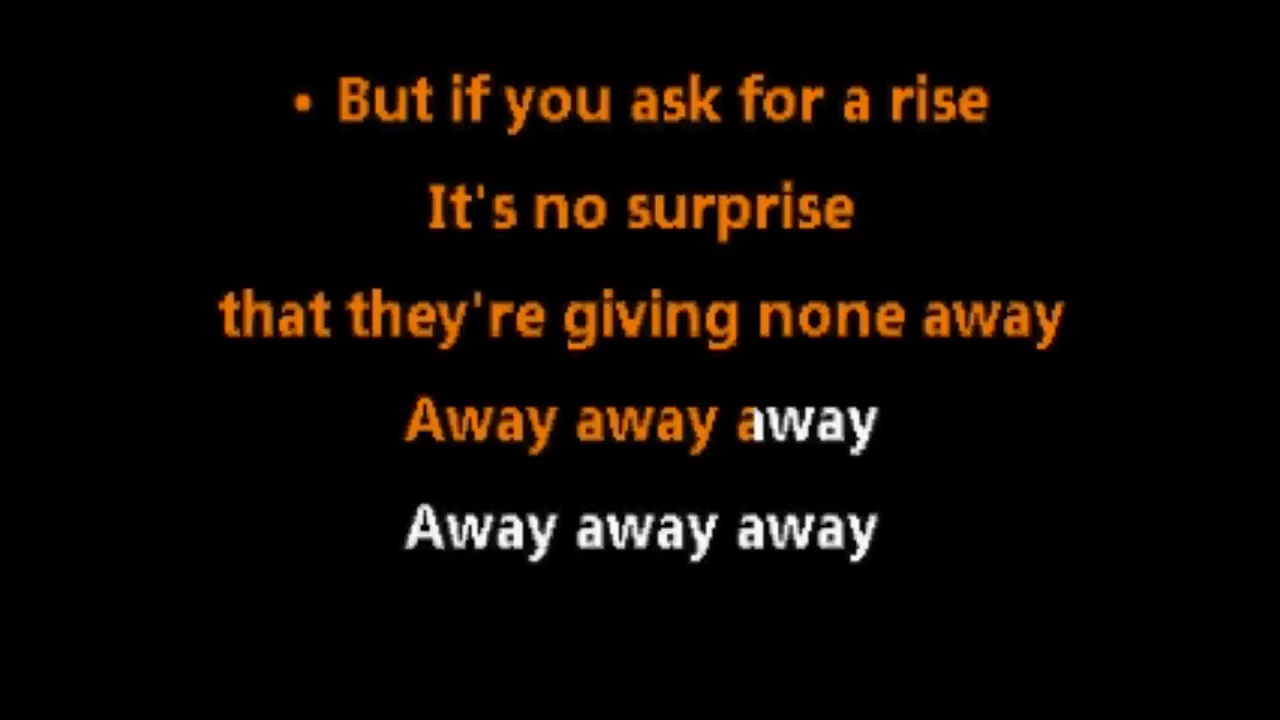 • But if you ask for a rise
It's no surprise
that they're giving none away
Away away away
Away away away